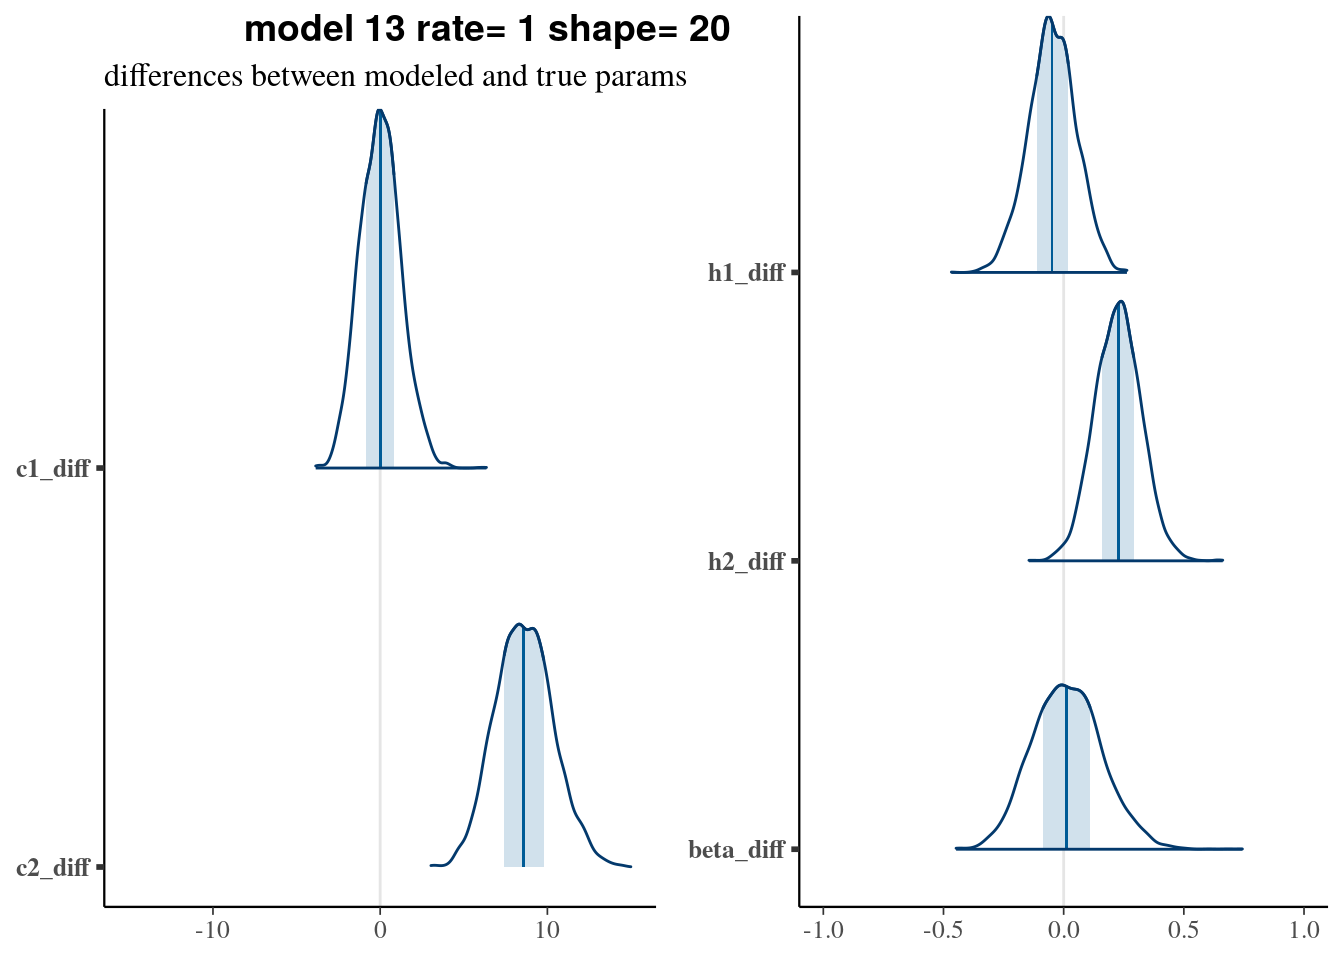 model 13 rate= 1 shape= 20
differences between modeled and true params
c1_diff
c2_diff
-10 0 10
h1_diff
h2_diff
beta_diff
-1.0 -0.5 0.0 0.5 1.0